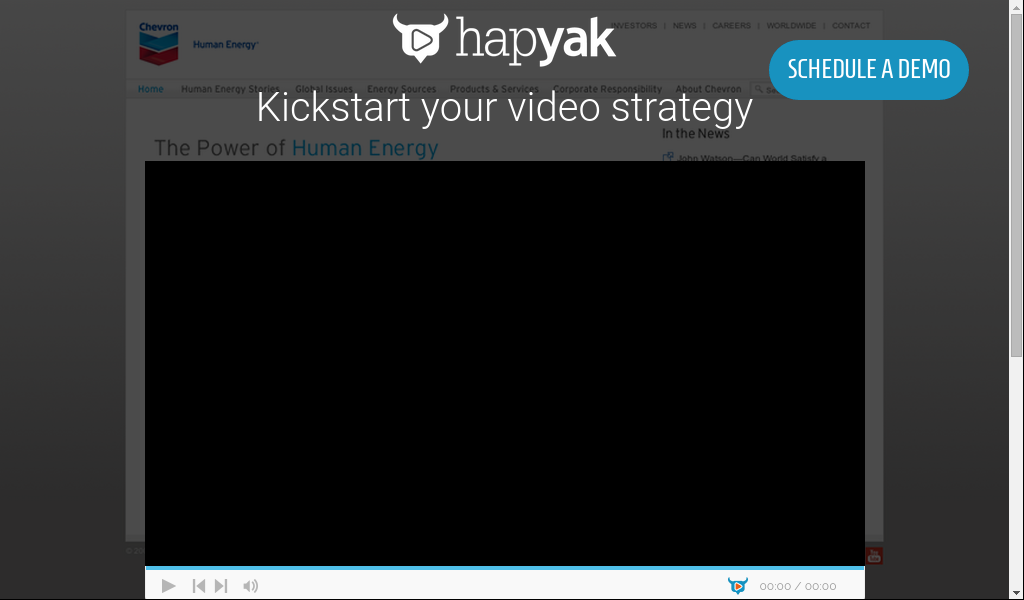 INVESTORS | NEWS | CAREERS | WORLDWIDE | CONTACT
Chevron
Human Energy
hapyak
SCHEDULE A DEMO
Home Human Energy Stories Global Issues Energy Sources Products & Services Corporate Responsibility About Chevron
Kickstart your video strategy
In the News
The Power of Human Energy
John Watson—Can World Satisfy a
You
00:00 / 00:00